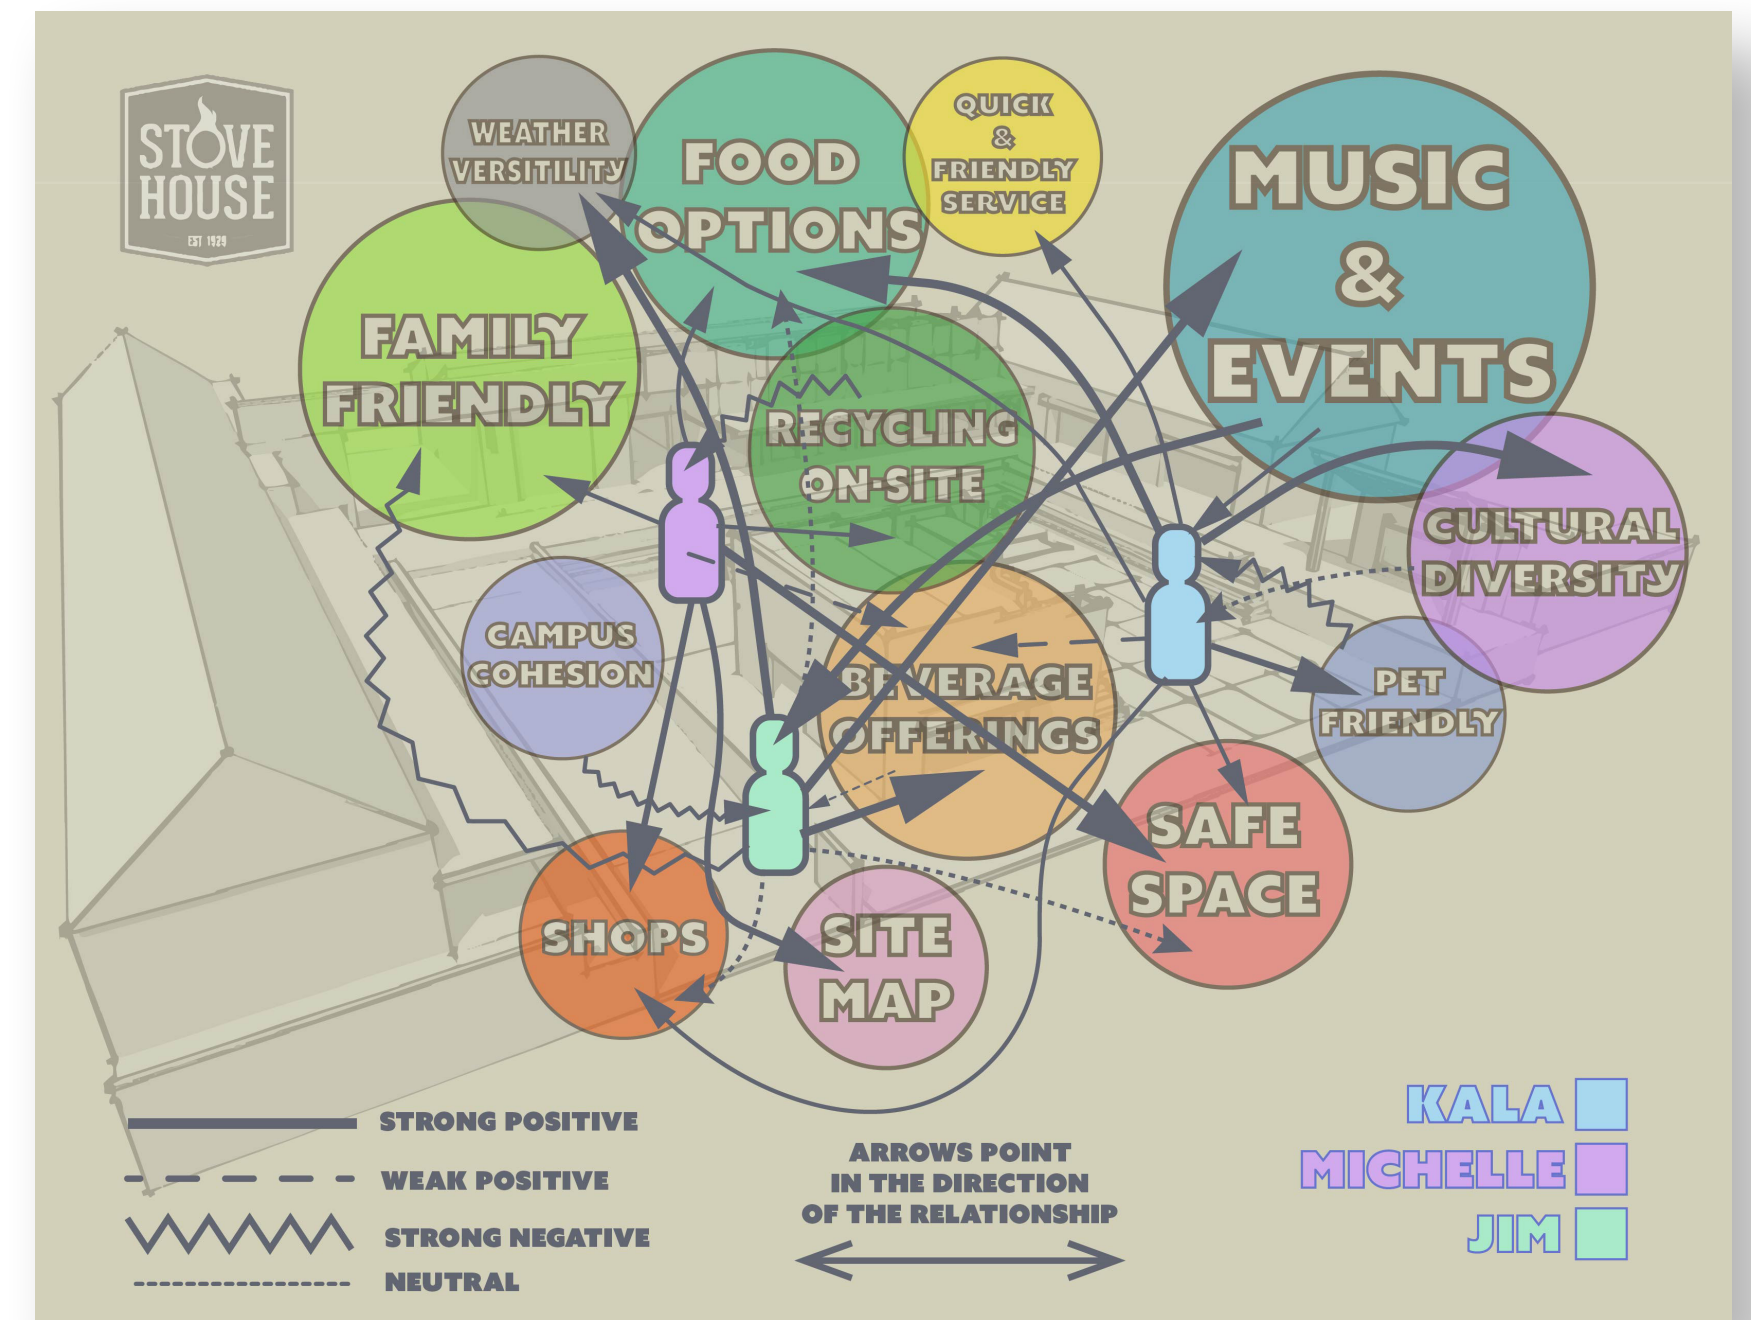 STOVE
HOUSE
EST 1929
WEATHER
VERSITILITY
FOOD
OPTIONS
QUICK
&
FRIENDLY
SERVICE
MUSIC
&
EVENTS
FAMILY
FRIENDLY
RECYCLING
ON-SITE
CULTURAL
DIVERSITY
CAMPUS
COHESION
BEVERAGE
OFFERINGS
PET
FRIENDLY
SAFE
SPACE
SHOPS
SITE
MAP
STRONG POSITIVE
WEAK POSITIVE
STRONG NEGATIVE
NEUTRAL
ARROWS POINT
IN THE DIRECTION
OF THE RELATIONSHIP
KALA
MICHELLE
JIM